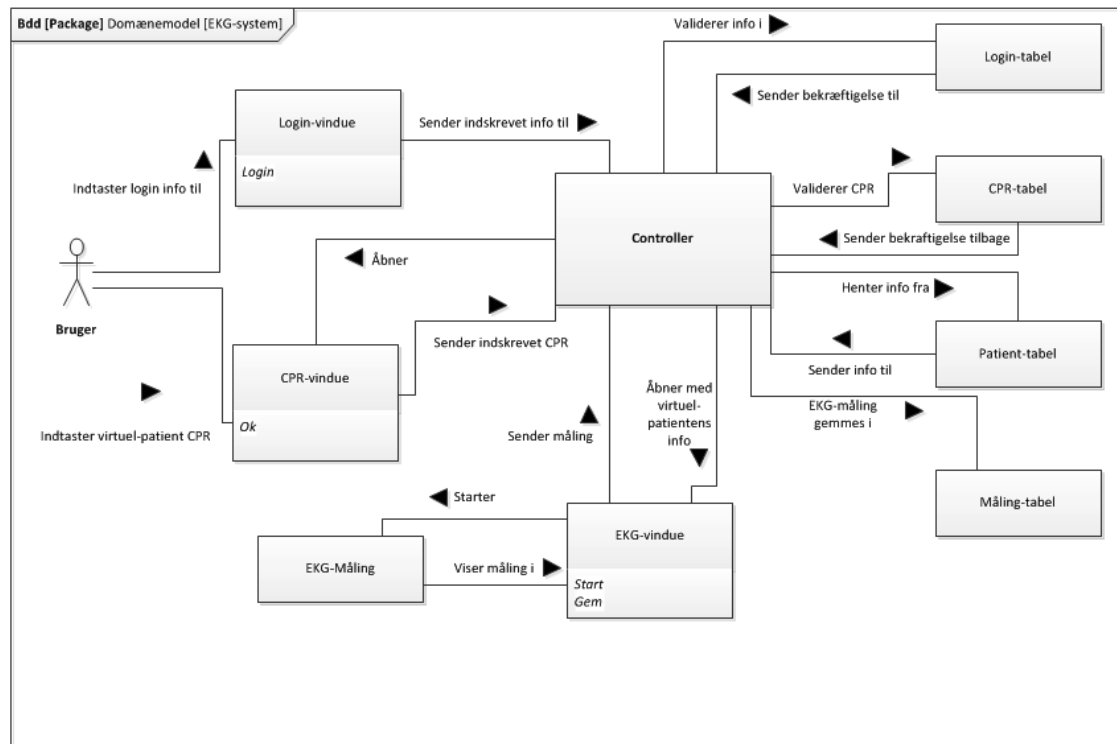 Bdd [Package] Domænemodel [EKG-system]
Validerer info i
Login-tabel
Sender bekræftigelse til
Login-vindue
Sender indskrevet info til
Login
Indtaster login info til
Validerer CPR
CPR-tabel
Controller
Sender bekraftigelse tilbage
Åbner
Henter info fra
Bruger
Sender indskrevet CPR
Patient-tabel
CPR-vindue
Sender info til
Åbner med
virtuel-
patientens
info
EKG-måling
gemmes i
Ok
Indtaster virtuel-patient CPR
Sender måling
Starter
Måling-tabel
EKG-vindue
EKG-Måling
Viser måling i
Start
Gem